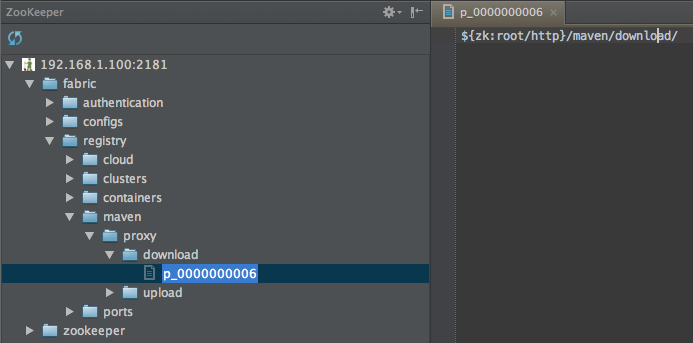 ZooKeeper
192.168.1.100:2181
fabric
authentication
configs
registry
cloud
clusters
containers
maven
proxy
download
p_0000000006
upload
ports
zookeeper
p_0000000006
${zk:root/http}/maven/download/